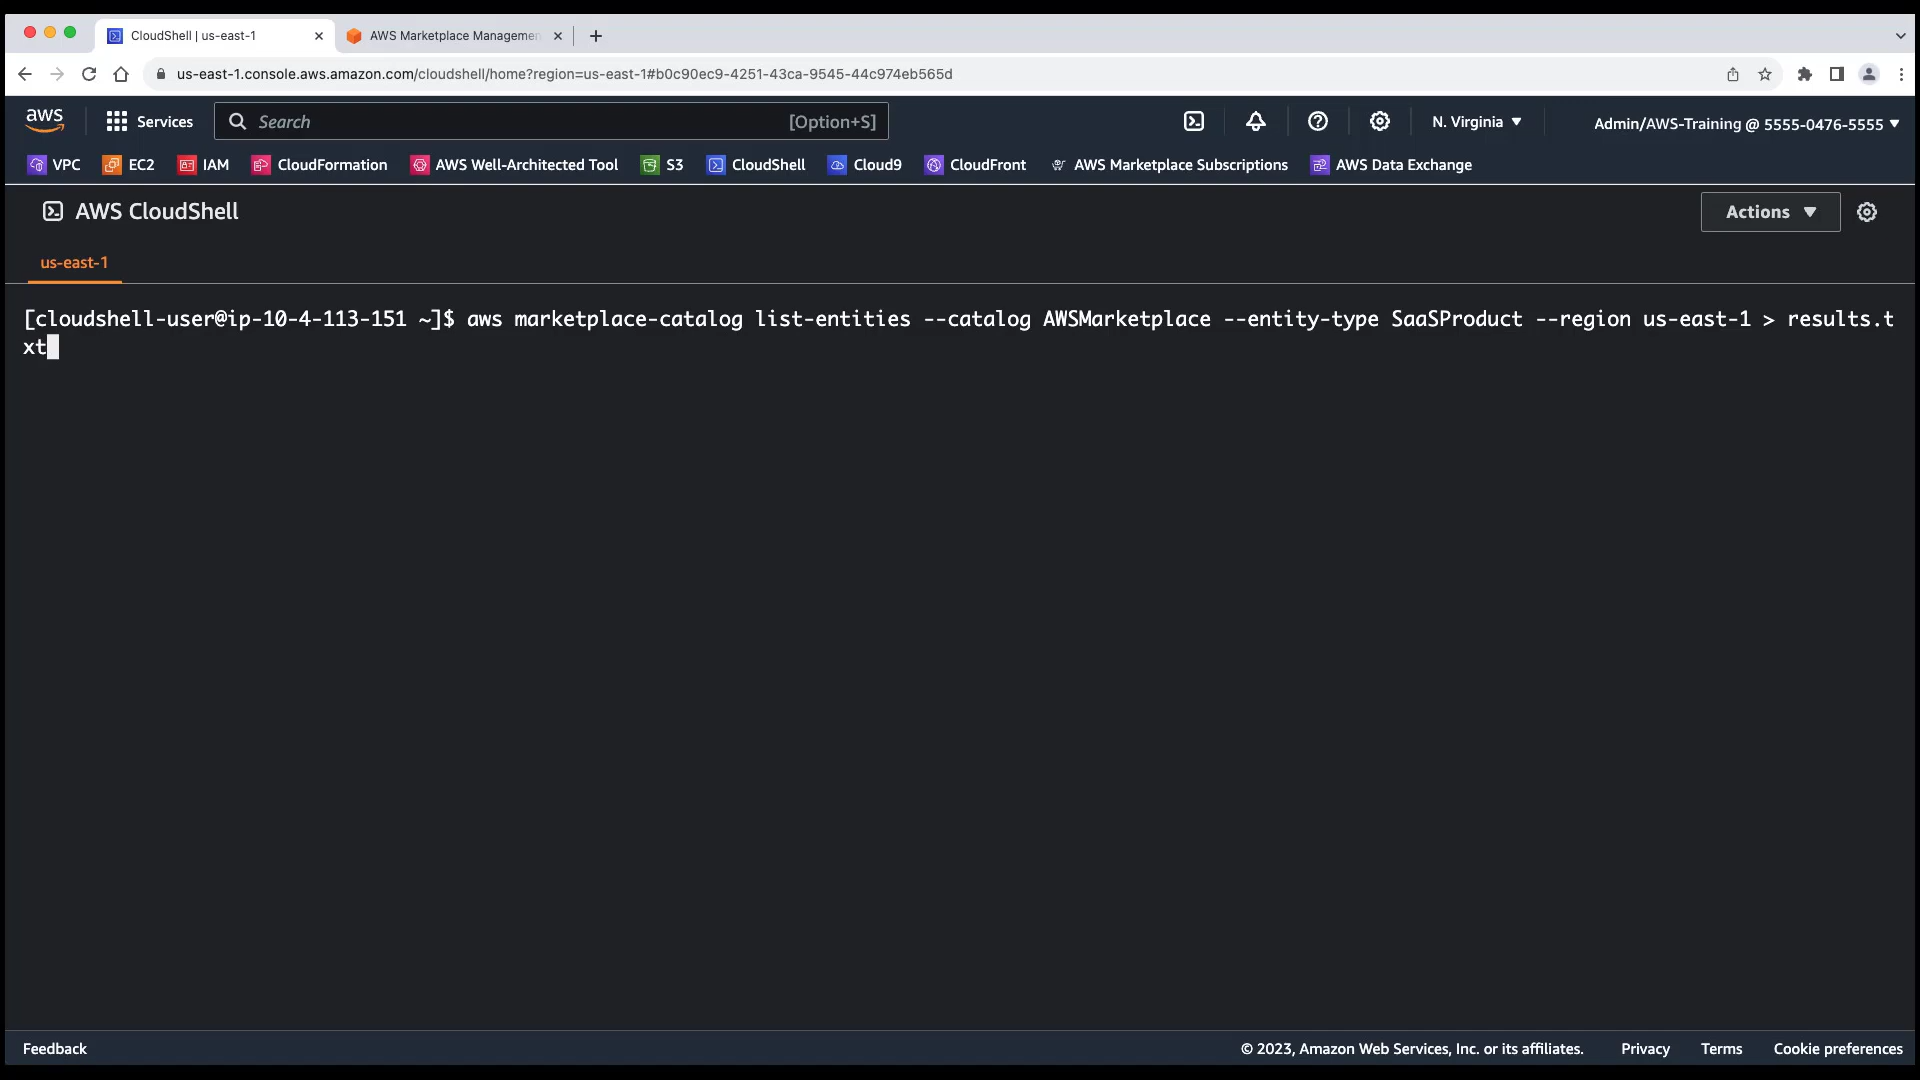 CloudShell | us-east-1
AWS Marketplace Managemen
us-east-1.console.aws.amazon.com/cloudshell/home?region=us-east-1#b0c90ec9-4251-43ca-9545-44c974eb565d
aws
Services
Search
[Option+S]
N. Virginia
Admin/AWS-Training @ 5555-0476-5555
VPC
EC2
IAM
CloudFormation
AWS Well-Architected Tool
S3
CloudShell
Cloud9
CloudFront
AWS Marketplace Subscriptions
AWS Data Exchange
AWS CloudShell
Actions
us-east-1
[cloudshell-user@ip-10-4-113-151 ~]$ aws marketplace-catalog list-entities --catalog AWSMarketplace --entity-type SaaSProduct --region us-east-1 > results.t
xt
Feedback
© 2023, Amazon Web Services, Inc. or its affiliates.
Privacy
Terms
Cookie preferences